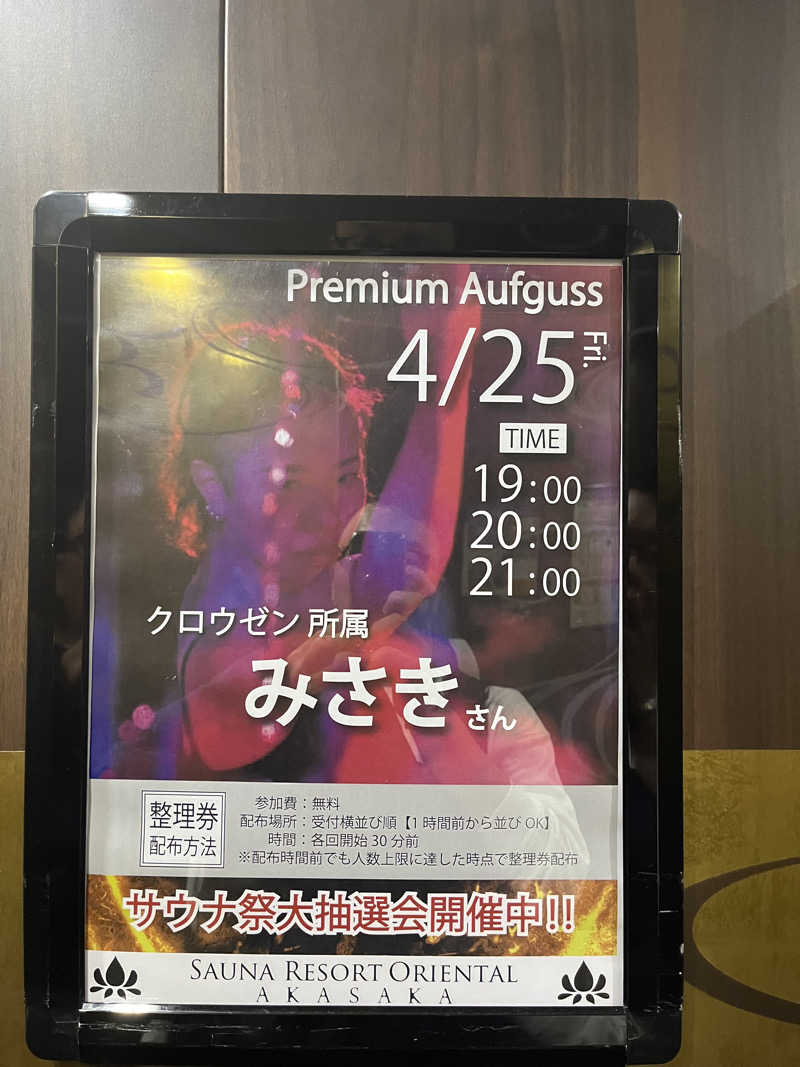 Premium Aufguss
4/25 Fri.
TIME
19:00
20:00
21:00
クロウゼン 所属
みさきさん
整理券
配布方法
参加費：無料
配布場所：受付横並び順【1時間前から並びOK】
時間：各回開始30分前
※配布時間前でも人数上限に達した時点で整理券配布
サウナ祭大抽選会開催中!!
SAUNA RESORT ORIENTAL
AKASAKA